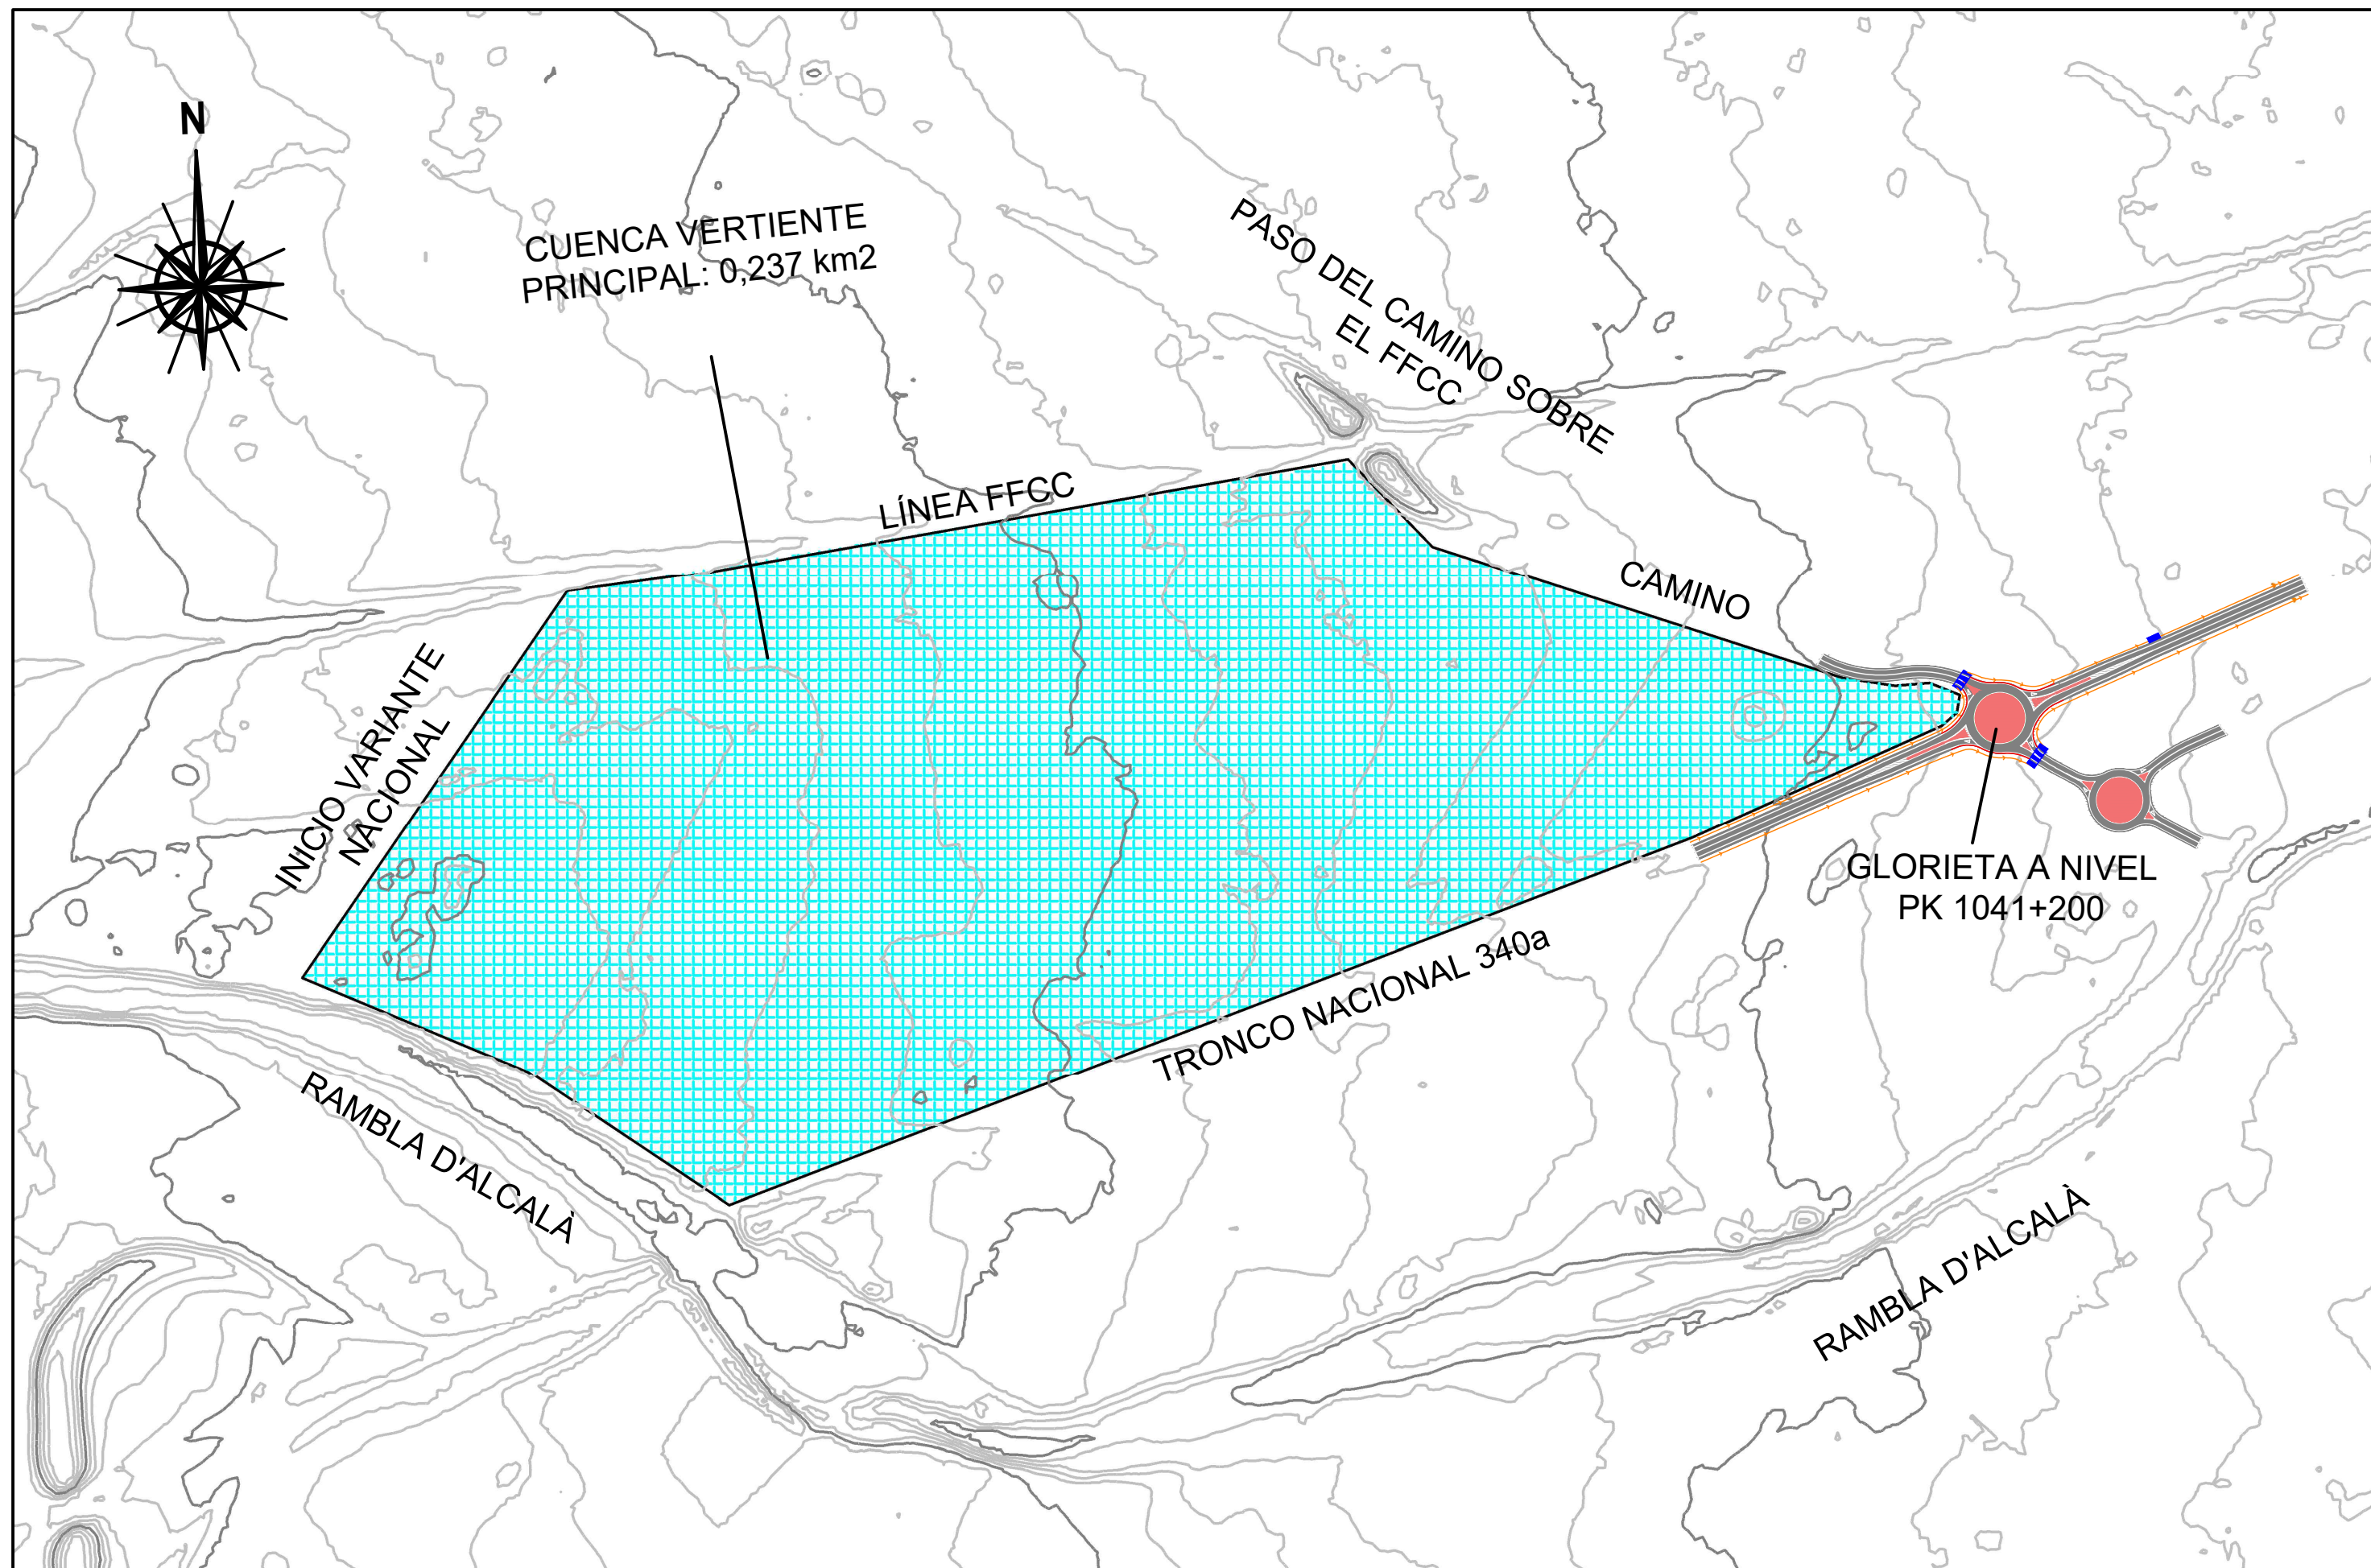 N
CUENCA VERTIENTE
PRINCIPAL: 0,237 km2
PASO DEL CAMINO SOBRE
EL FFCC
LÍNEA FFCC
CAMINO
INICIO VARIANTE
NACIONAL
GLORIETA A NIVEL
PK 1041+200
TRONCO NACIONAL 340a
RAMBLA D'ALCALÀ
RAMBLA D'ALCALÀ